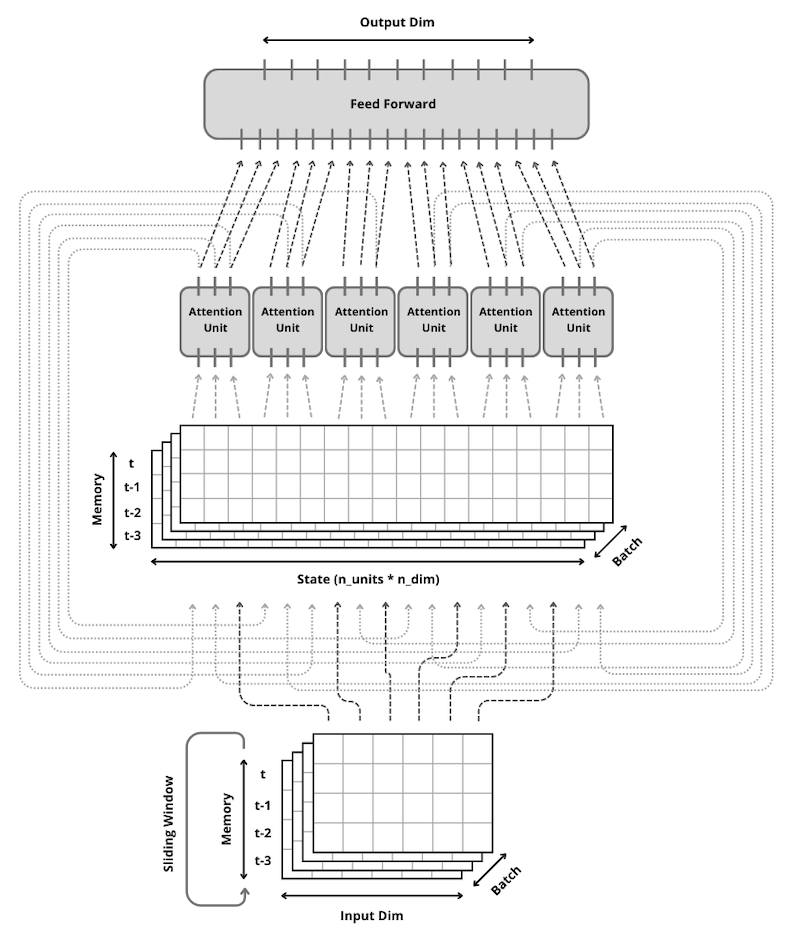 Output Dim
Feed Forward
Attention
Unit
Attention
Unit
Attention
Unit
Attention
Unit
Attention
Unit
Attention
Unit
Memory
t
t-1
t-2
t-3
Batch
State (n_units * n_dim)
Sliding Window
Memory
t
t-1
t-2
t-3
Batch
Input Dim